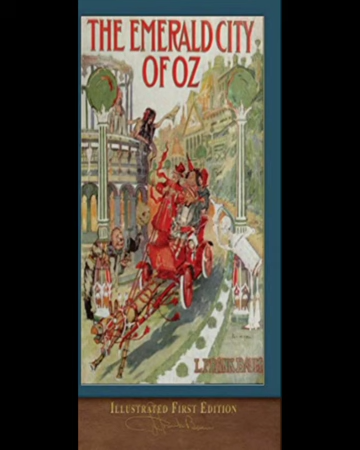 THE EMERALD CITY
OF OZ
L. FRANK BAUM
ILLUSTRATED FIRST EDITION